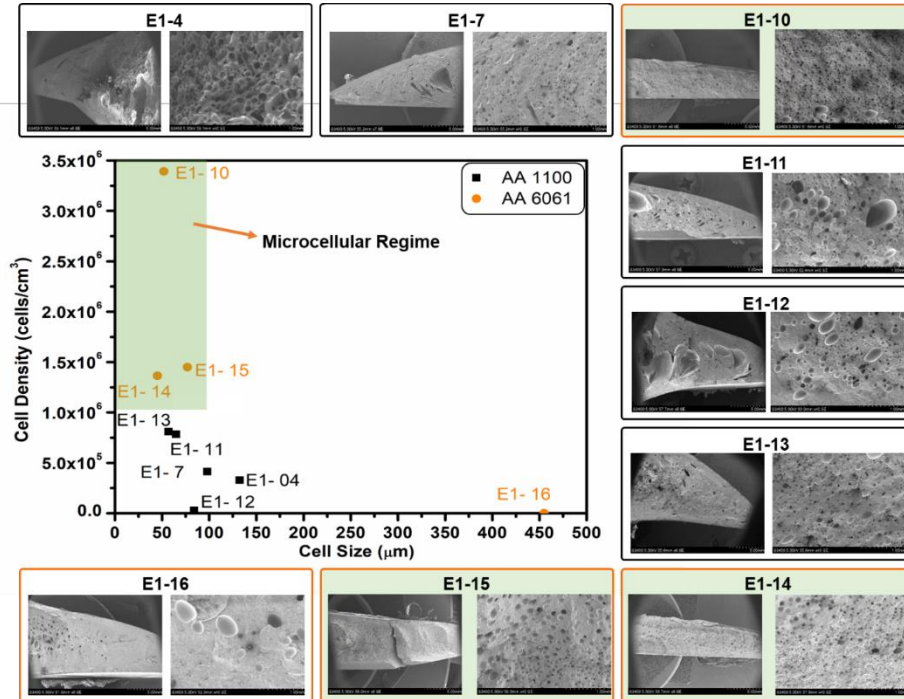 E1-4
E1-7
E1-10
E1-11
E1-12
E1-13
E1-16
E1-15
E1-14
Cell Density (cells/cm³)
3.5x10⁶
3.0x10⁶
2.5x10⁶
2.0x10⁶
1.5x10⁶
1.0x10⁶
5.0x10⁵
0.0
E1- 10
■ AA 1100
● AA 6061
Microcellular Regime
E1- 15
E1- 14
E1- 13
E1- 11
E1- 7
E1- 04
E1- 12
E1- 16
0 50 100 150 200 250 300 350 400 450 500
Cell Size (μm)